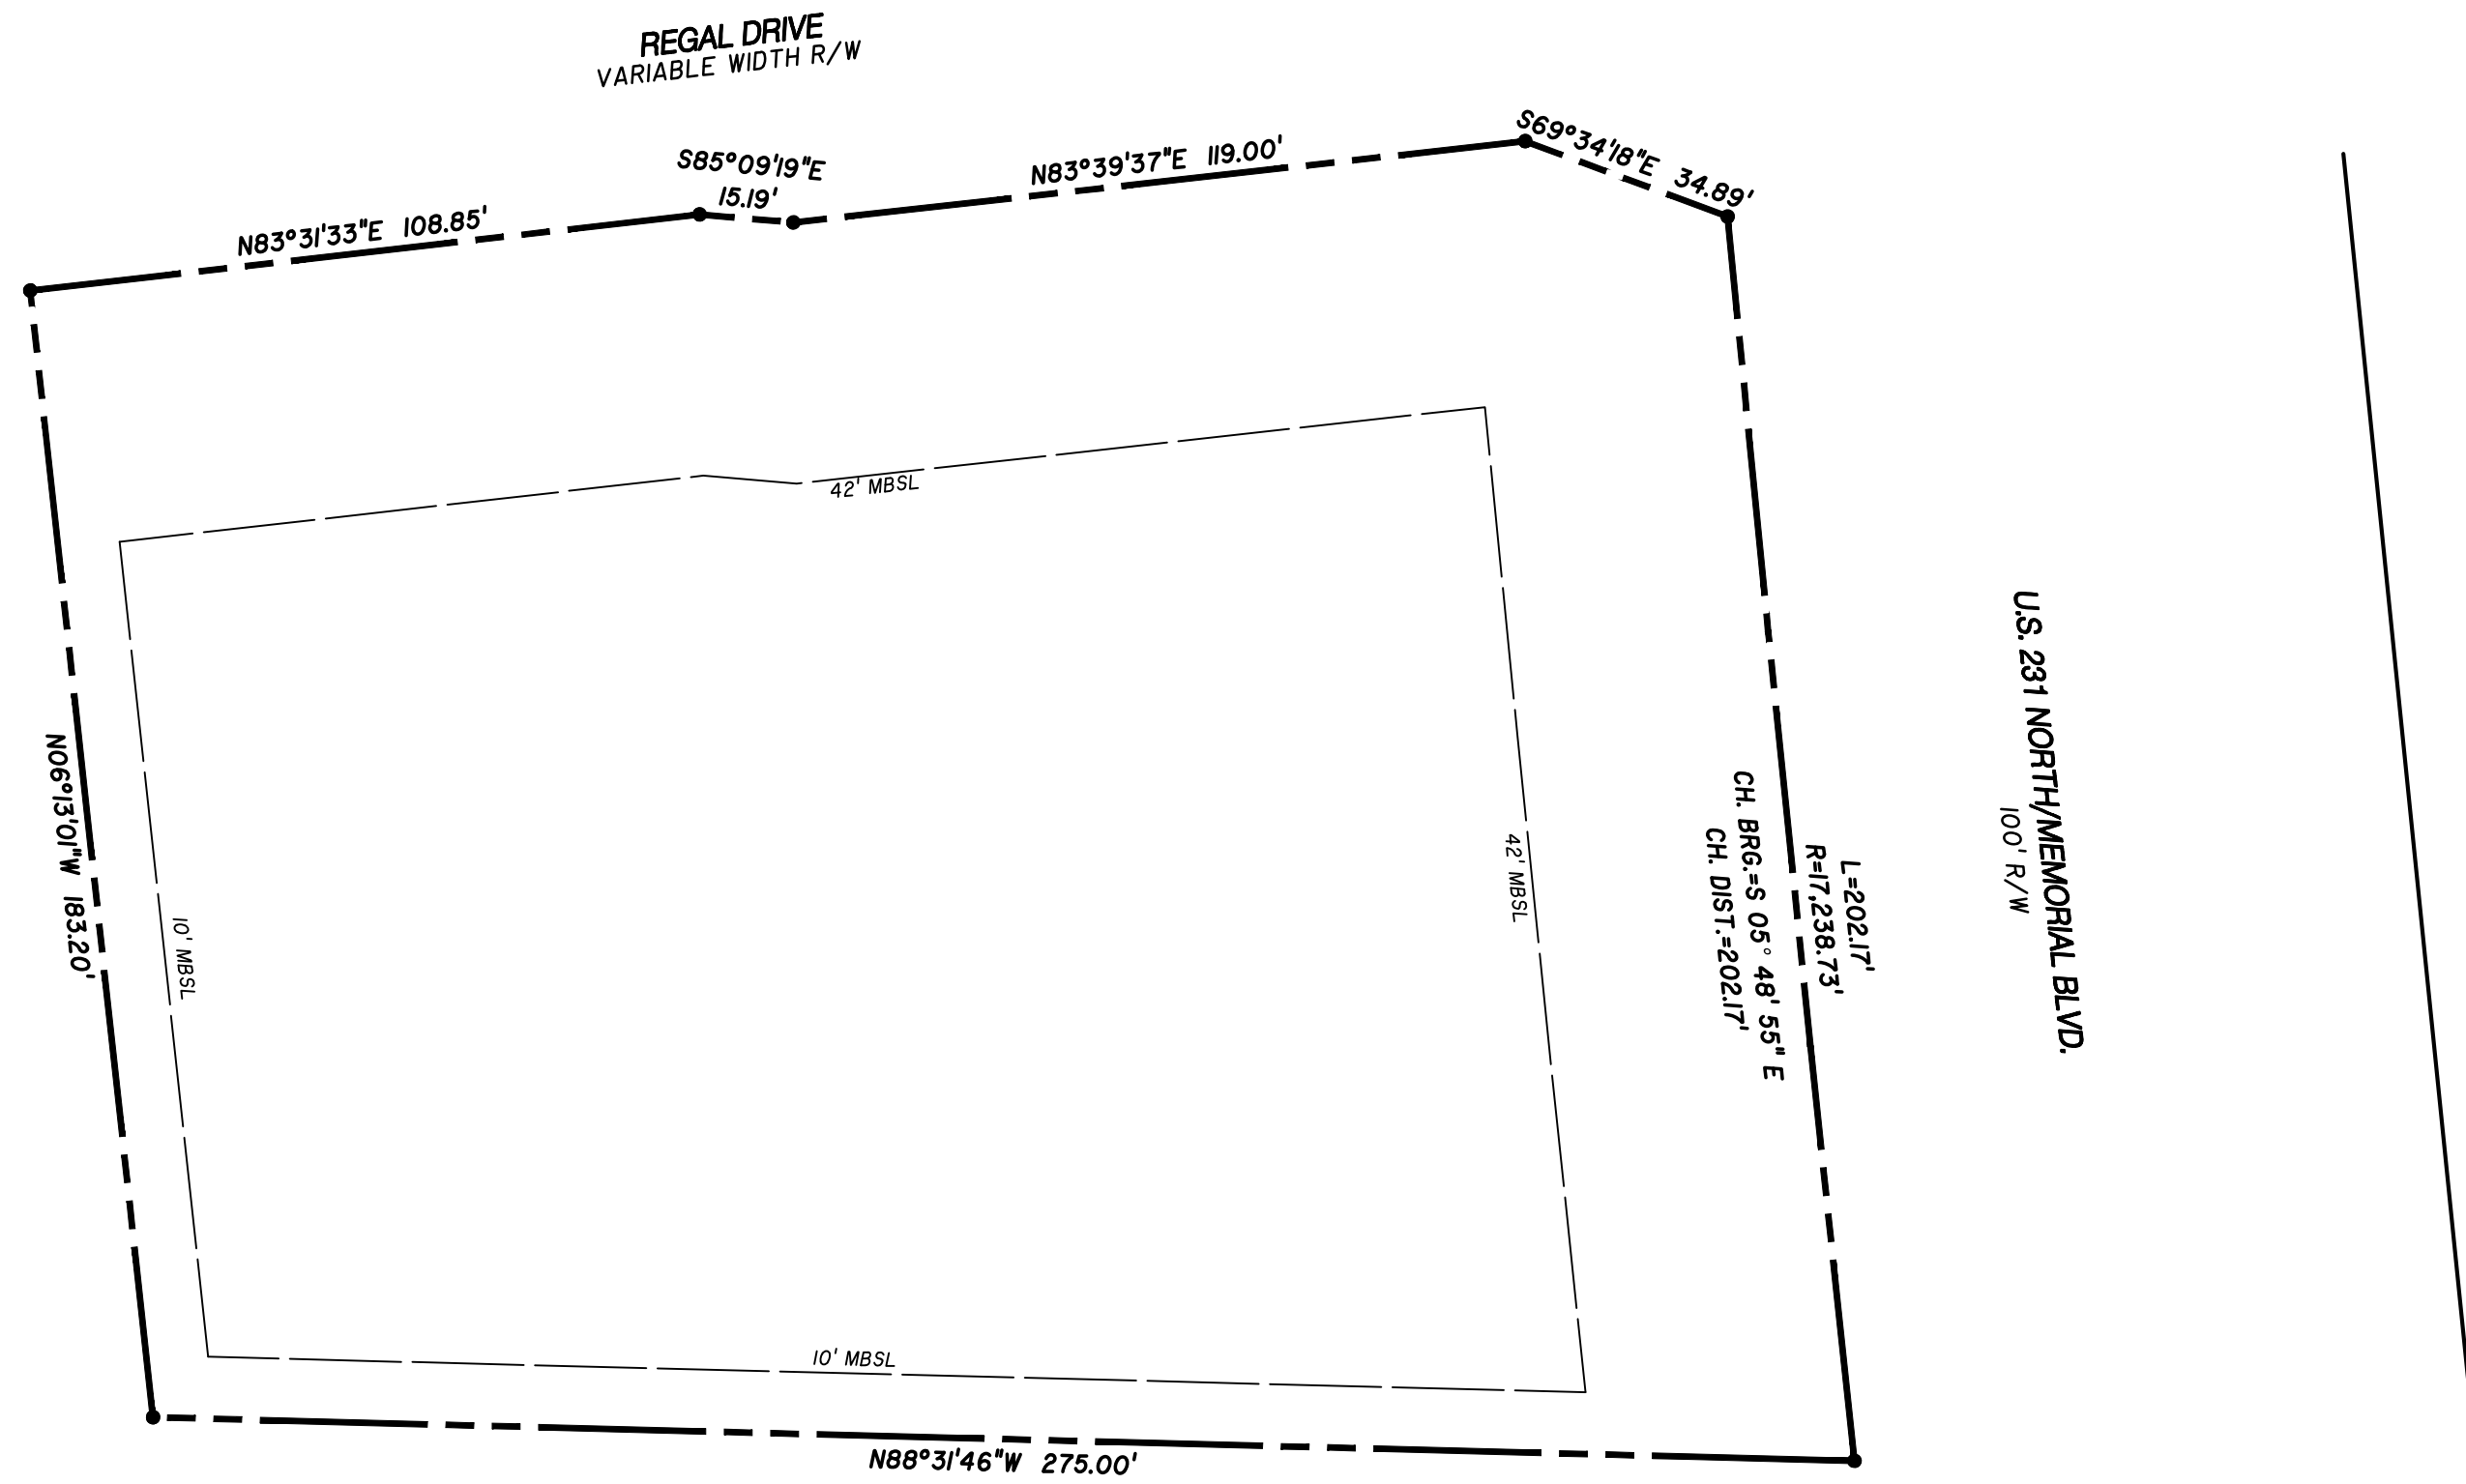 REGAL DRIVE
VARIABLE WIDTH R/W
S69°34'18"E 34.89'
N83°39'37"E 119.00'
S85°09'19"E
15.19'
N83°31'33"E 108.85'
42' MBSL
U.S. 231 NORTH/MEMORIAL BLVD.
100' R/W
L=202.17'
R=17,238.73'
CH. BRG.=S 05° 48' 55" E
CH. DIST.=202.17'
42' MBSL
N06°13'01"W 183.20'
10' MBSL
10' MBSL
N88°31'46"W 275.00'